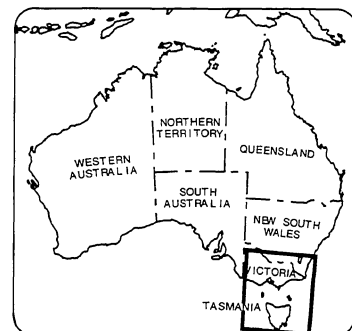 NORTHERN
TERRITORY
WESTERN
AUSTRALIA
QUEENSLAND
SOUTH
AUSTRALIA
NEW SOUTH
WALES
VICTORIA
TASMANIA